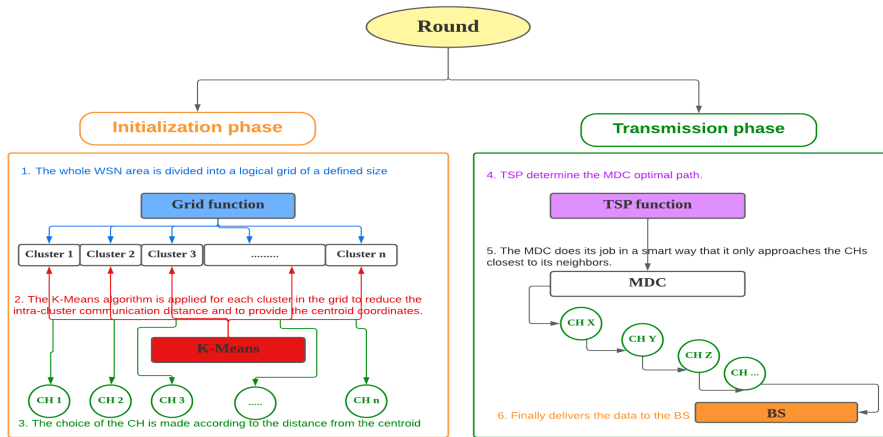 Round
Initialization phase
Transmission phase
1. The whole WSN area is divided into a logical grid of a defined size
Grid function
Cluster 1
Cluster 2
Cluster 3
.........
Cluster n
2. The K-Means algorithm is applied for each cluster in the grid to reduce the
intra-cluster communication distance and to provide the centroid coordinates.
K-Means
CH 1
CH 2
CH 3
.....
CH n
3. The choice of the CH is made according to the distance from the centroid
4. TSP determine the MDC optimal path.
TSP function
5. The MDC does its job in a smart way that it only approaches the CHs
closest to its neighbors.
MDC
CH X
CH Y
CH Z
CH ...
6. Finally delivers the data to the BS
BS